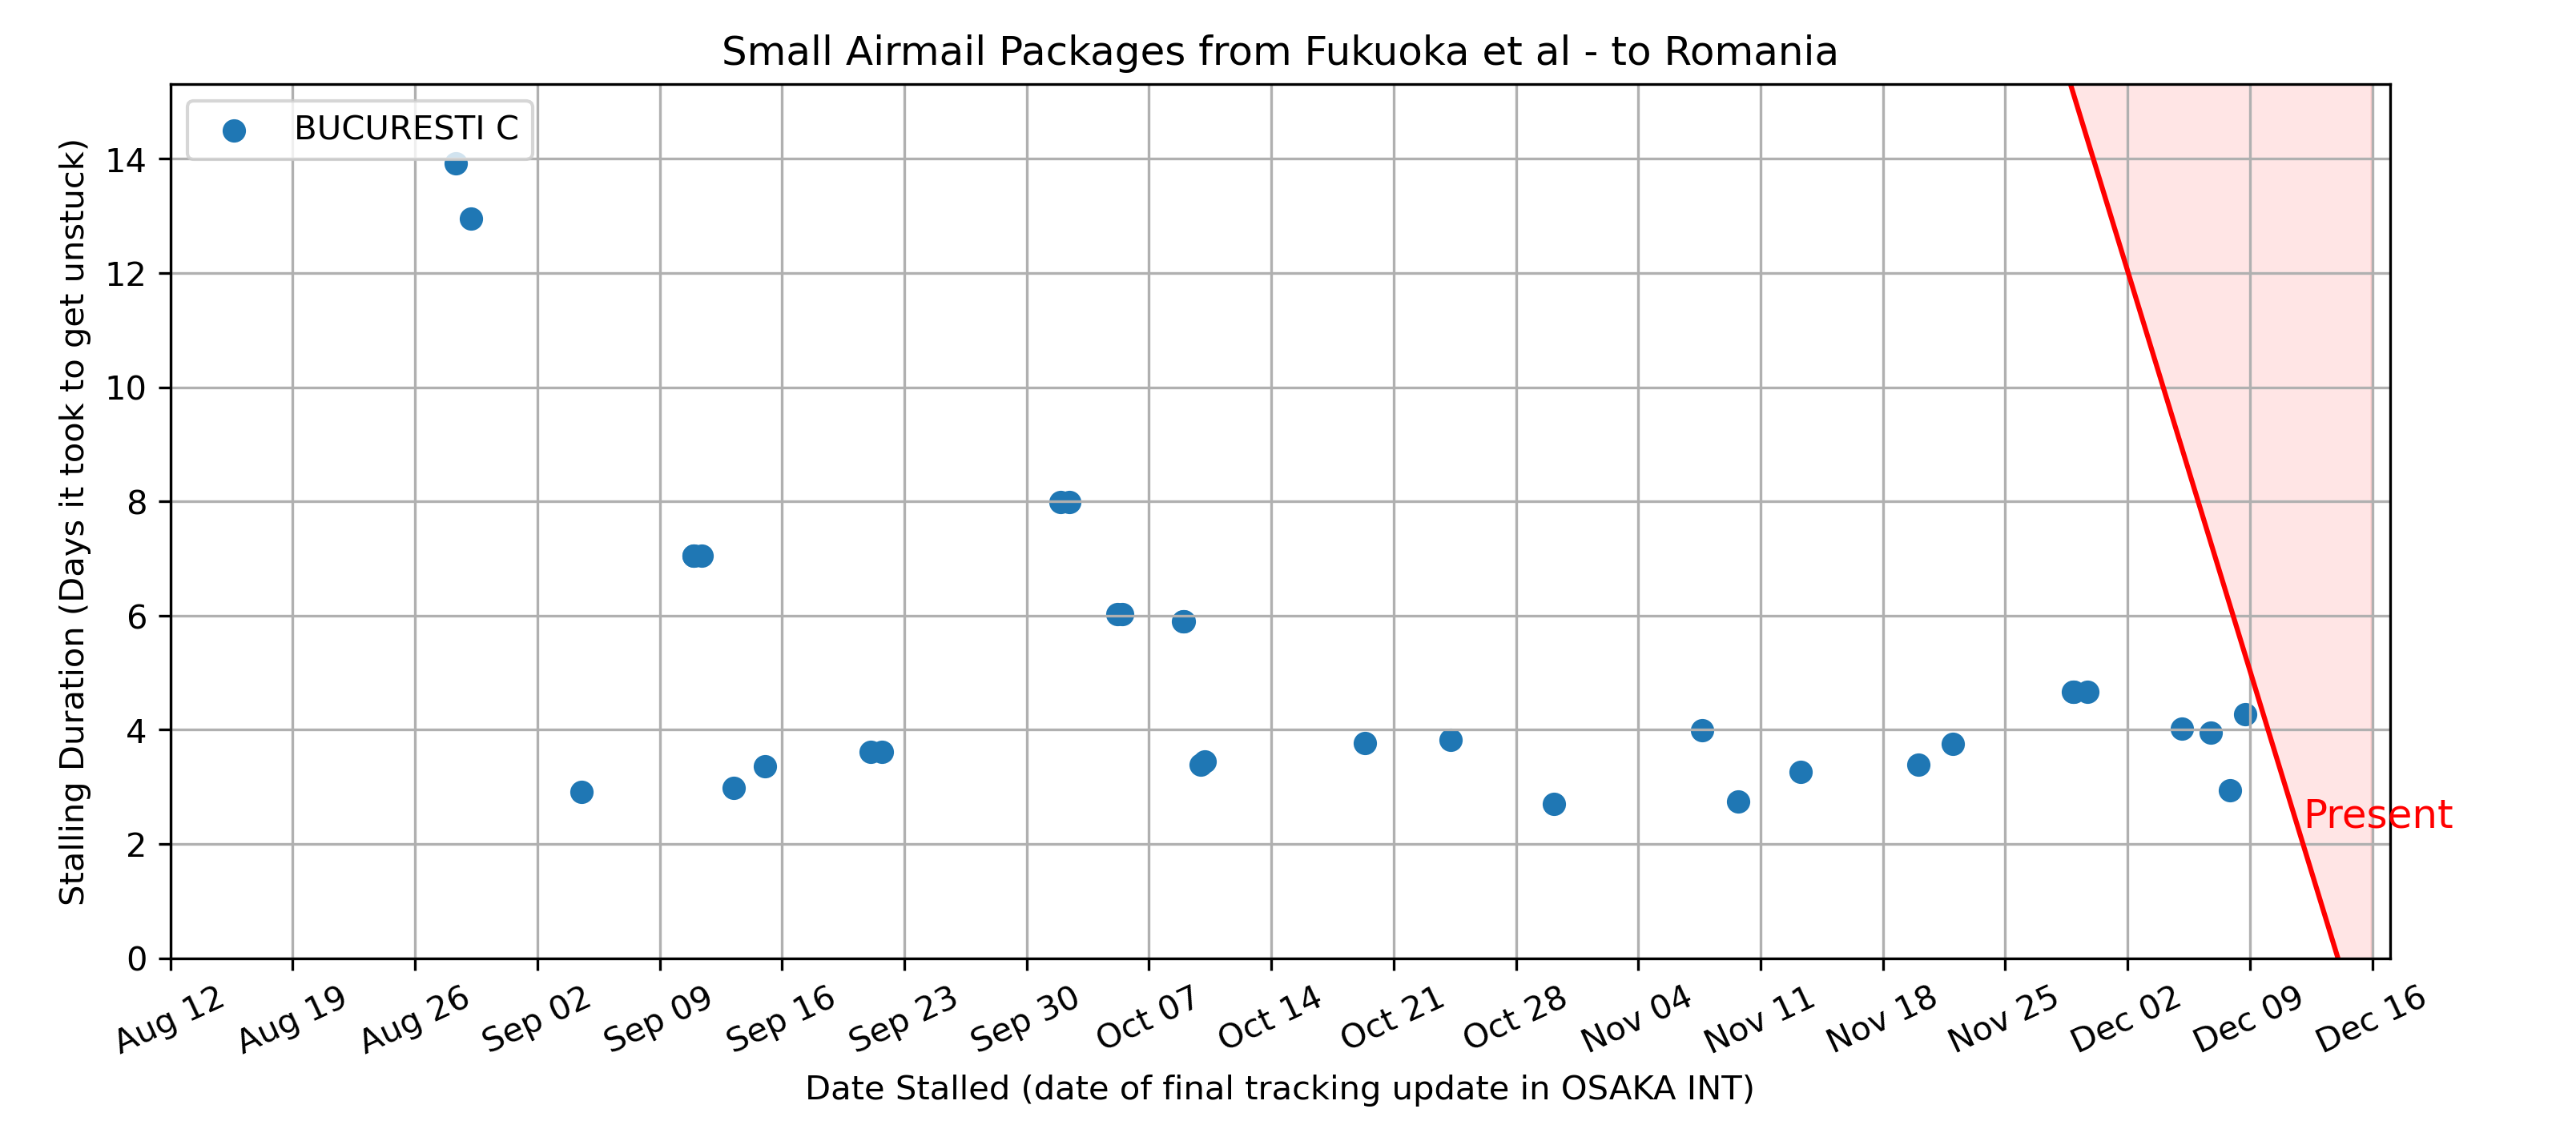 Small Airmail Packages from Fukuoka et al - to Romania
BUCURESTI C
Stalling Duration (Days it took to get unstuck)
14
12
10
8
6
4
2
0
Present
Aug 12
Aug 19
Aug 26
Sep 02
Sep 09
Sep 16
Sep 23
Sep 30
Oct 07
Oct 14
Oct 21
Oct 28
Nov 04
Nov 11
Nov 18
Nov 25
Dec 02
Dec 09
Dec 16
Date Stalled (date of final tracking update in OSAKA INT)